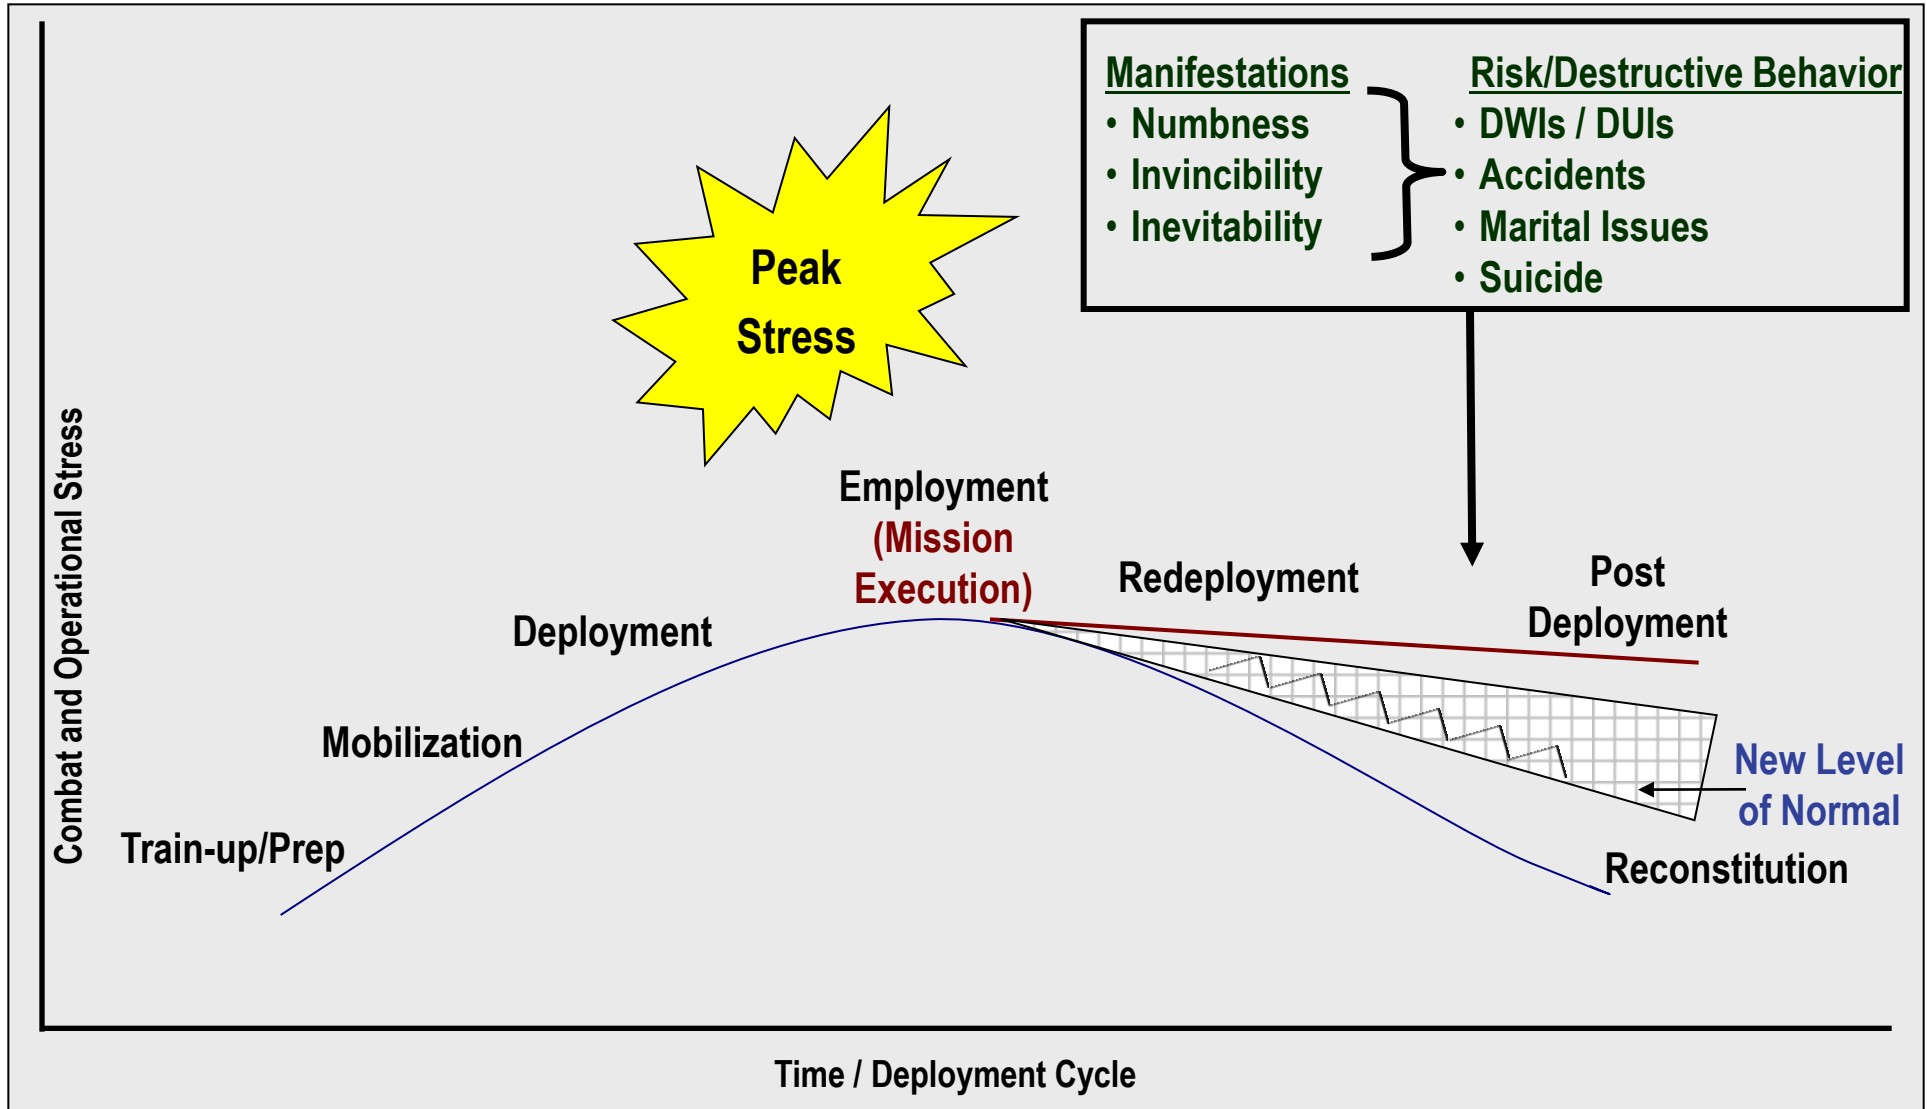 Manifestations
• Numbness
• Invincibility
• Inevitability
Risk/Destructive Behavior
• DWIs / DUIs
• Accidents
• Marital Issues
• Suicide
Peak
Stress
Combat and Operational Stress
Train-up/Prep
Mobilization
Deployment
Employment
(Mission
Execution)
Redeployment
Post
Deployment
New Level
of Normal
Reconstitution
Time / Deployment Cycle